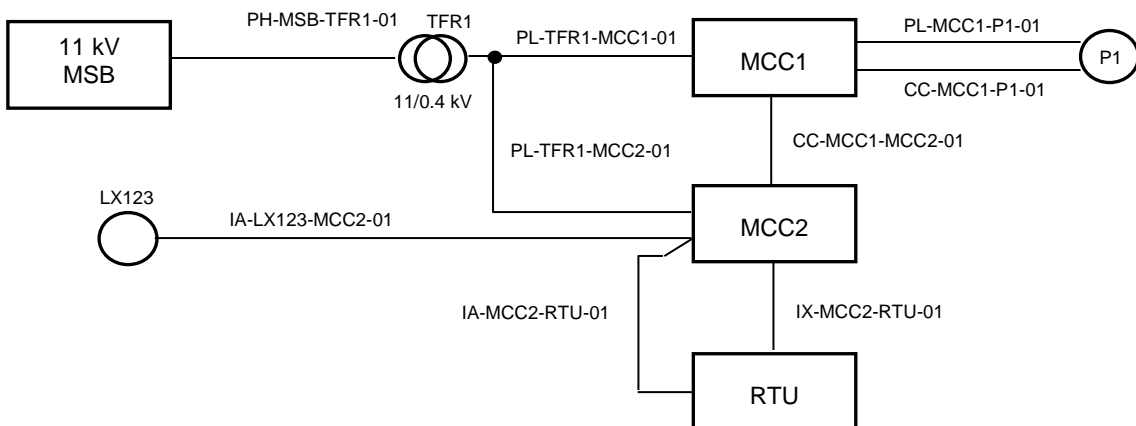 PH-MSB-TFR1-01
TFR1
11 kV
MSB
PL-TFR1-MCC1-01
MCC1
PL-MCC1-P1-01
P1
CC-MCC1-P1-01
11/0.4 kV
PL-TFR1-MCC2-01
CC-MCC1-MCC2-01
LX123
IA-LX123-MCC2-01
MCC2
IA-MCC2-RTU-01
IX-MCC2-RTU-01
RTU